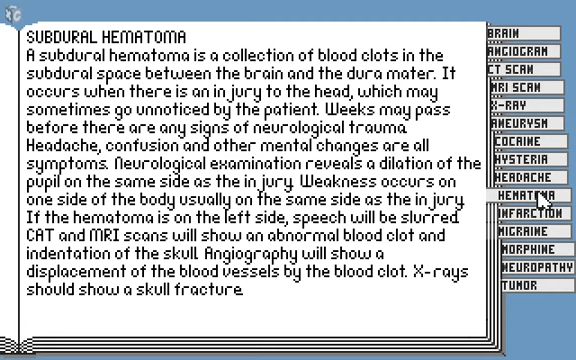 SUBDURAL HEMATOMA
A subdural hematoma is a collection of blood clots in the
subdural space between the brain and the dura mater. It
occurs when there is an injury to the head, which may
sometimes go unnoticed by the patient. Weeks may pass
before there are any signs of neurological trauma.
Headache, confusion and other mental changes are all
symptoms. Neurological examination reveals a dilation of the
pupil on the same side as the injury. Weakness occurs on
one side of the body usually on the same side as the injury.
If the hematoma is on the left side, speech will be slurred.
CAT and MRI scans will show an abnormal blood clot and
indentation of the skull. Angiography will show a
displacement of the blood vessels by the blood clot. X-rays
should show a skull fracture.
BRAIN
ANGIOGRAM
CT SCAN
MRI SCAN
X-RAY
ANEURYSM
COCAINE
HYSTERIA
HEADACHE
HEMATOMA
INFARCTION
MIGRAINE
MORPHINE
NEUROPATHY
TUMOR